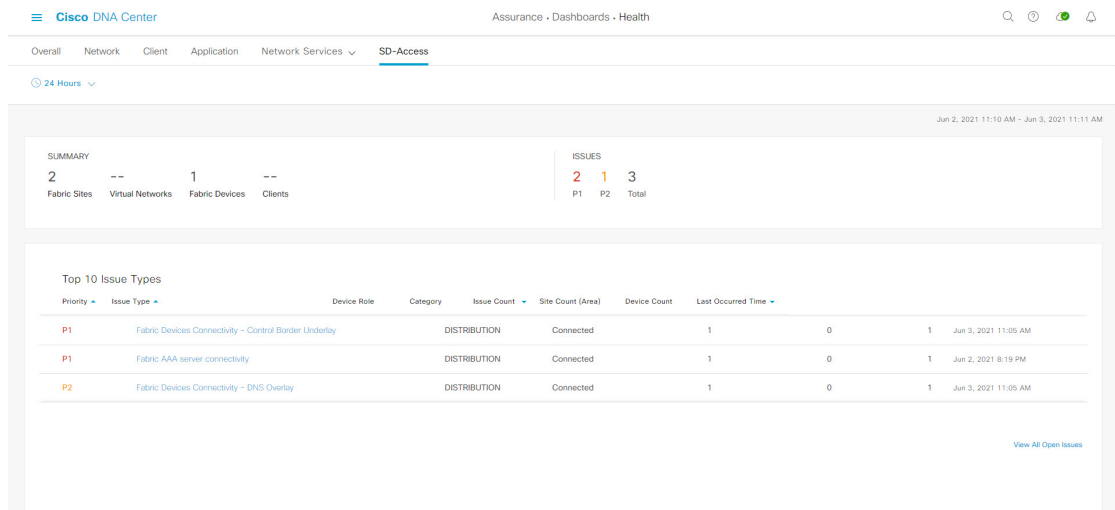 Cisco DNA Center
Assurance • Dashboards • Health
Overall Network Client Application Network Services SD-Access
24 Hours
Jun 2, 2021 11:10 AM - Jun 3, 2021 11:11 AM
SUMMARY
2 -- 1 --
Fabric Sites Virtual Networks Fabric Devices Clients
ISSUES
2 1 3
P1 P2 Total
Top 10 Issue Types
Priority Issue Type Device Role Category Issue Count Site Count (Area) Device Count Last Occurred Time
P1 Fabric Devices Connectivity - Control Border Underlay DISTRIBUTION Connected 1 0 1 Jun 3, 2021 11:05 AM
P1 Fabric AAA server connectivity DISTRIBUTION Connected 1 0 1 Jun 2, 2021 8:19 PM
P2 Fabric Devices Connectivity - DNS Overlay DISTRIBUTION Connected 1 0 1 Jun 3, 2021 11:05 AM
View All Open Issues